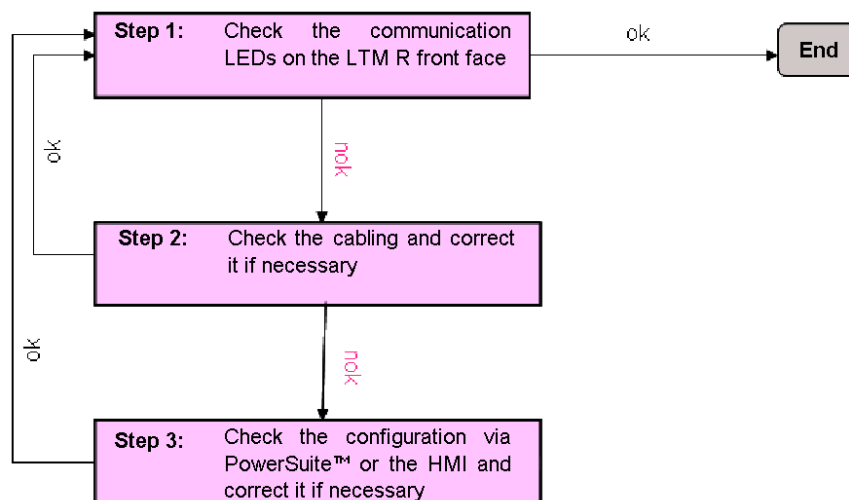 Step 1: Check the communication
LEDs on the LTM R front face
ok
End
ok
nok
Step 2: Check the cabling and correct
it if necessary
ok
nok
Step 3: Check the configuration via
PowerSuite™ or the HMI and
correct it if necessary